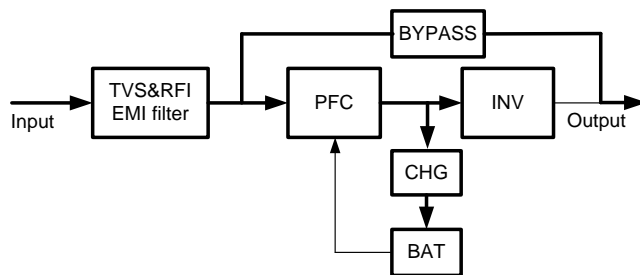 BYPASS
TVS&RFI
EMI filter
PFC
INV
Input
Output
CHG
BAT